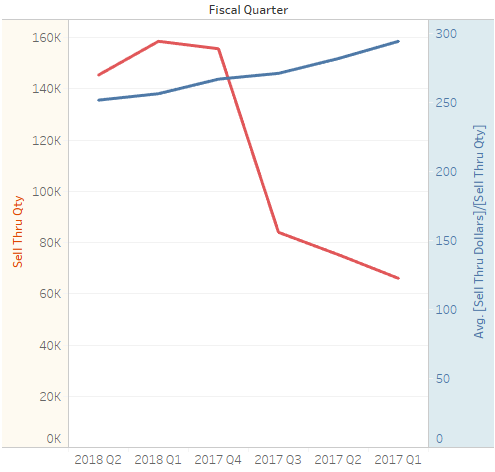 Fiscal Quarter
160K
140K
120K
100K
80K
60K
40K
20K
0K
Sell Thru Qty
300
250
200
150
100
50
0
Avg. [Sell Thru Dollars]/[Sell Thru Qty]
2018 Q2 2018 Q1 2017 Q4 2017 Q3 2017 Q2 2017 Q1